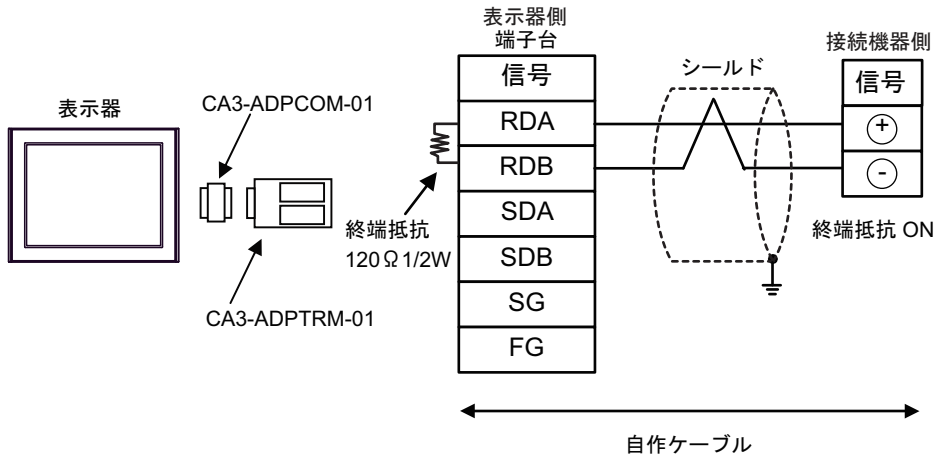 表示器
CA3-ADPCOM-01
CA3-ADPTRM-01
終端抵抗
120Ω1/2W
表示器側
端子台
信号
RDA
RDB
SDA
SDB
SG
FG
シールド
接続機器側
信号
+
-
終端抵抗 ON
自作ケーブル